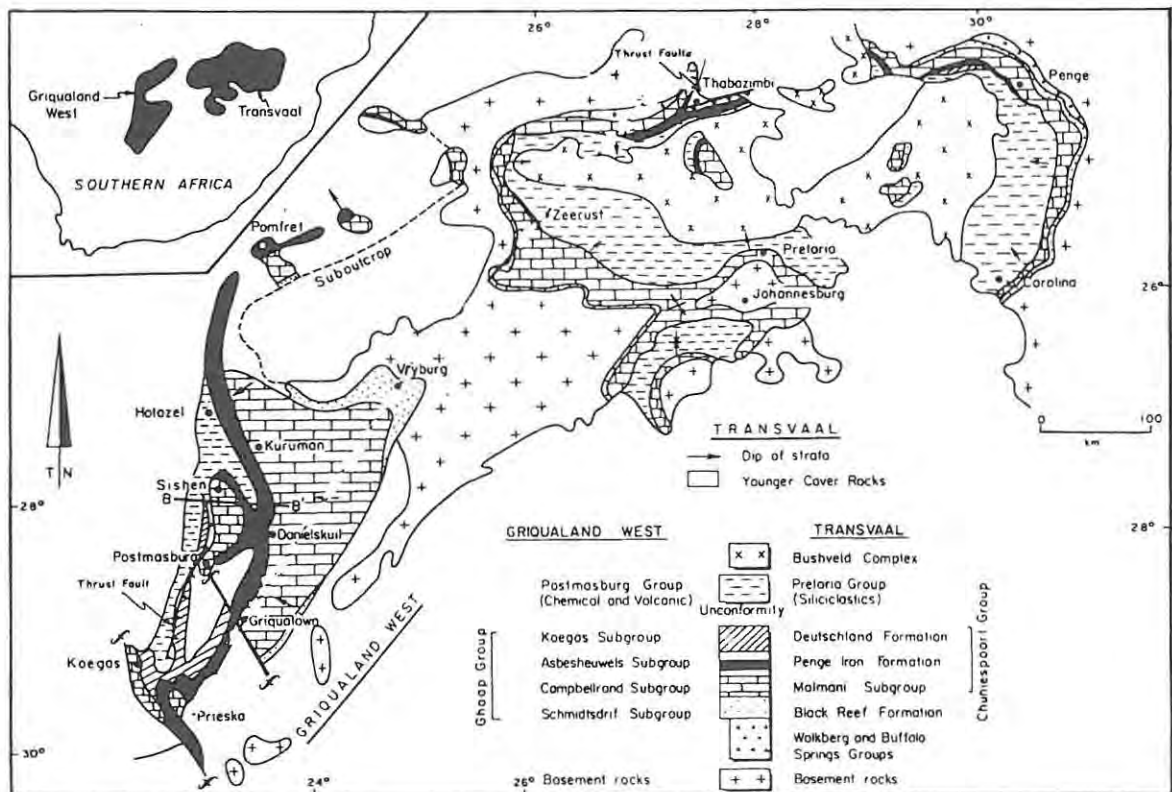 26°
28°
30°
Griqualand
West
Transvaal
SOUTHERN AFRICA
Thrust Faults
Thabazimbi
Penge
Pomfret
Suboutcrop
Zeerust
Pretoria
Johannesburg
Carolina
26°
Vryburg
Hotazel
Kuruman
T N
Sishen
B
B'
28°
Danielskuil
Postmasburg
Thrust Fault
Griquatown
Koegas
Prieska
GRIQUALAND WEST
30°
24°
26°
0 100
km
TRANSVAAL
Dip of strata
Younger Cover Rocks
28°
GRIQUALAND WEST TRANSVAAL
Bushveld Complex
Postmasburg Group Pretoria Group
(Chemical and Volcanic) (Siliciclastics)
Unconformity
Koegas Subgroup Deutschland Formation
Asbesheuwels Subgroup Penge Iron Formation
Campbellrand Subgroup Malmani Subgroup
Schmidtsdrif Subgroup Black Reef Formation
Wolkberg and Buffalo
Springs Groups
Basement rocks Basement rocks
Ghaap Group
Chuniespoort Group